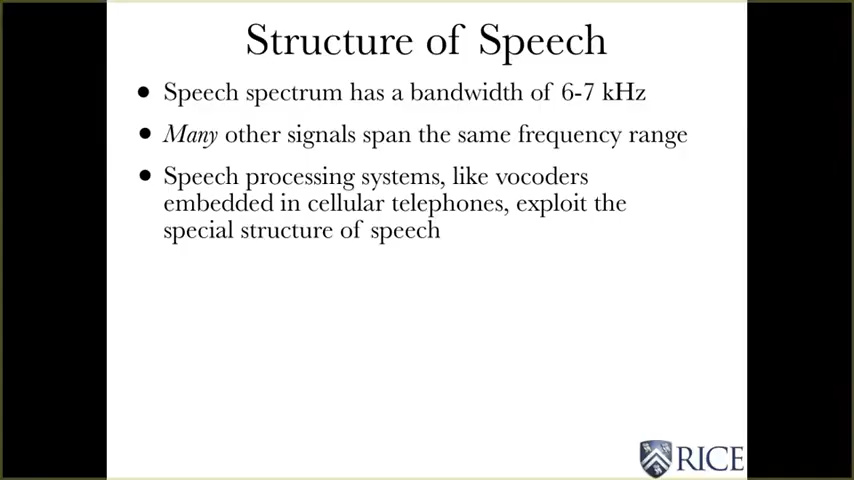 Structure of Speech
• Speech spectrum has a bandwidth of 6-7 kHz
• Many other signals span the same frequency range
• Speech processing systems, like vocoders
embedded in cellular telephones, exploit the
special structure of speech
RICE